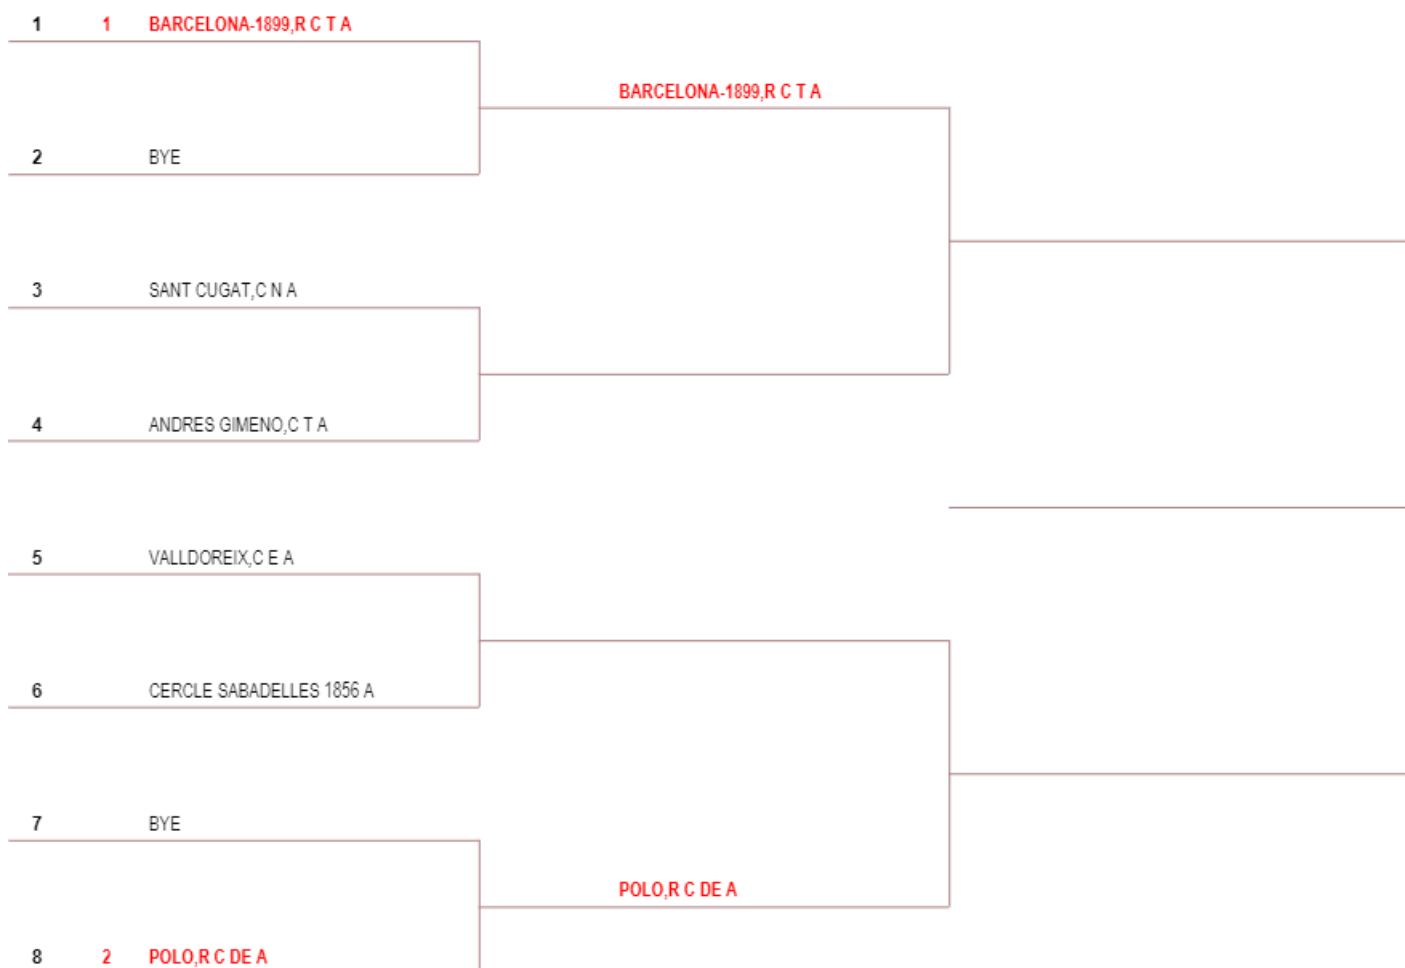 1 1 BARCELONA-1899,R C T A
BARCELONA-1899,R C T A
2 BYE
3 SANT CUGAT,C N A
4 ANDRES GIMENO,C T A
5 VALLDOREIX,C E A
6 CERCLE SABADELLES 1856 A
7 BYE
POLO,R C DE A
8 2 POLO,R C DE A